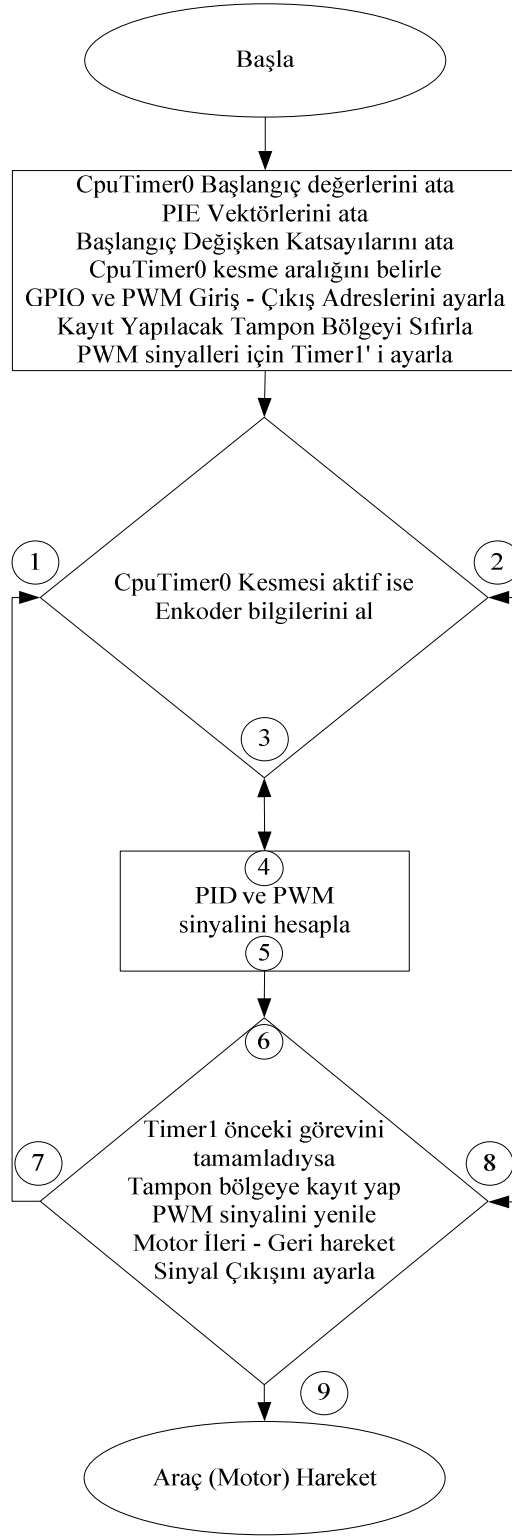 Başla
CpuTimer0 Başlangıç değerlerini ata
PIE Vektörlerini ata
Başlangıç Değişken Katsayılarını ata
CpuTimer0 kesme aralığını belirle
GPIO ve PWM Giriş - Çıkış Adreslerini ayarla
Kayıt Yapılacak Tampon Bölgeyi Sıfırla
PWM sinyalleri için Timer1' i ayarla
1
2
CpuTimer0 Kesmesi aktif ise
Enkoder bilgilerini al
3
4
PID ve PWM
sinyalini hesapla
5
6
7
8
Timer1 önceki görevini
tamamladıysa
Tampon bölgeye kayıt yap
PWM sinyalini yenile
Motor İleri - Geri hareket
Sinyal Çıkışını ayarla
9
Araç (Motor) Hareket